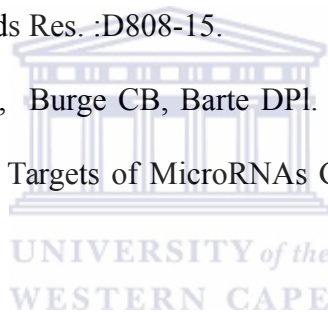 ds Res. :D808-15.
, Burge CB, Barte DPl.
Targets of MicroRNAs
UNIVERSITY of the
WESTERN CAPE